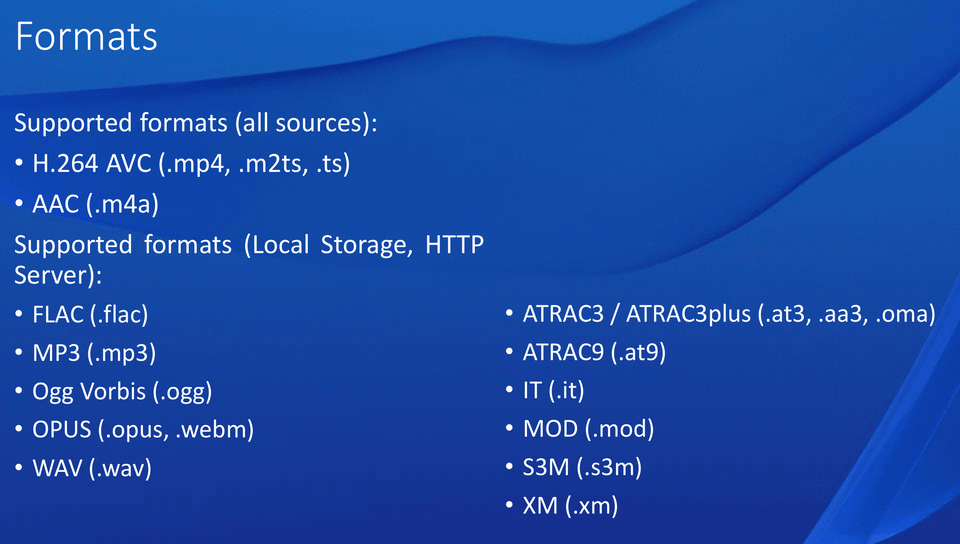 Formats
Supported formats (all sources):
• H.264 AVC (.mp4, .m2ts, .ts)
• AAC (.m4a)
Supported formats (Local Storage, HTTP
Server):
• FLAC (.flac)
• MP3 (.mp3)
• Ogg Vorbis (.ogg)
• OPUS (.opus, .webm)
• WAV (.wav)
• ATRAC3 / ATRAC3plus (.at3, .aa3, .oma)
• ATRAC9 (.at9)
• IT (.it)
• MOD (.mod)
• S3M (.s3m)
• XM (.xm)